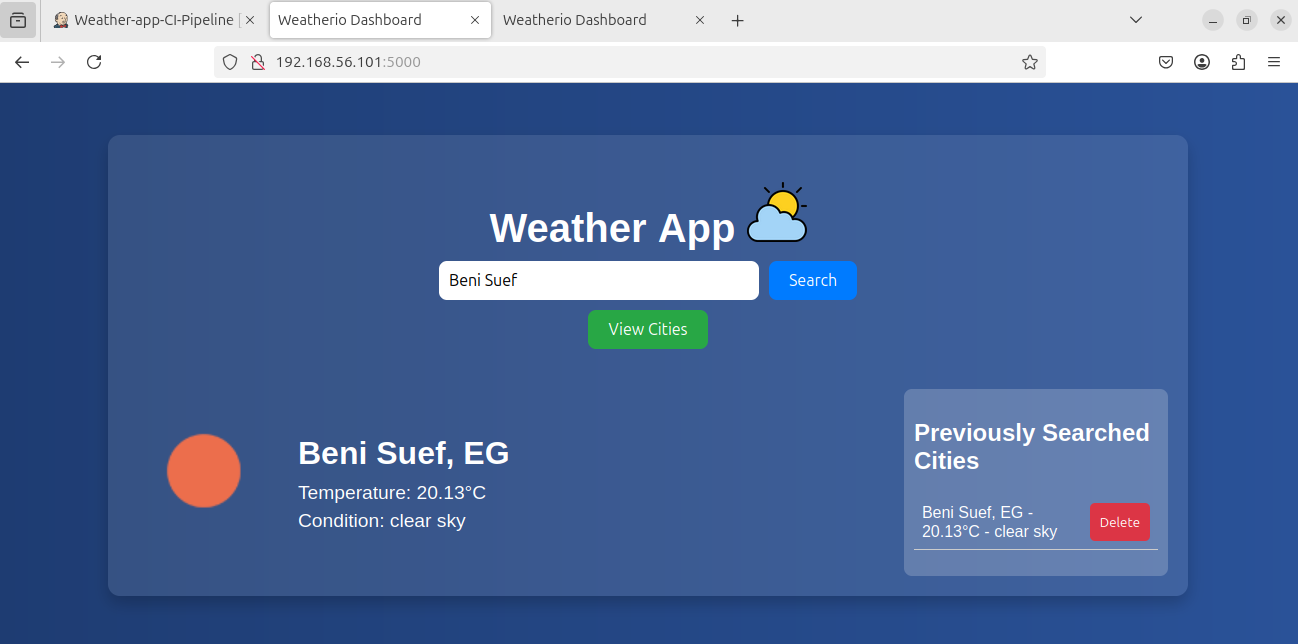 Weather-app-CI-Pipeline [
Weatherio Dashboard
Weatherio Dashboard
192.168.56.101:5000
Weather App
Beni Suef
Search
View Cities
Beni Suef, EG
Temperature: 20.13°C
Condition: clear sky
Previously Searched
Cities
Beni Suef, EG -
20.13°C - clear sky
Delete